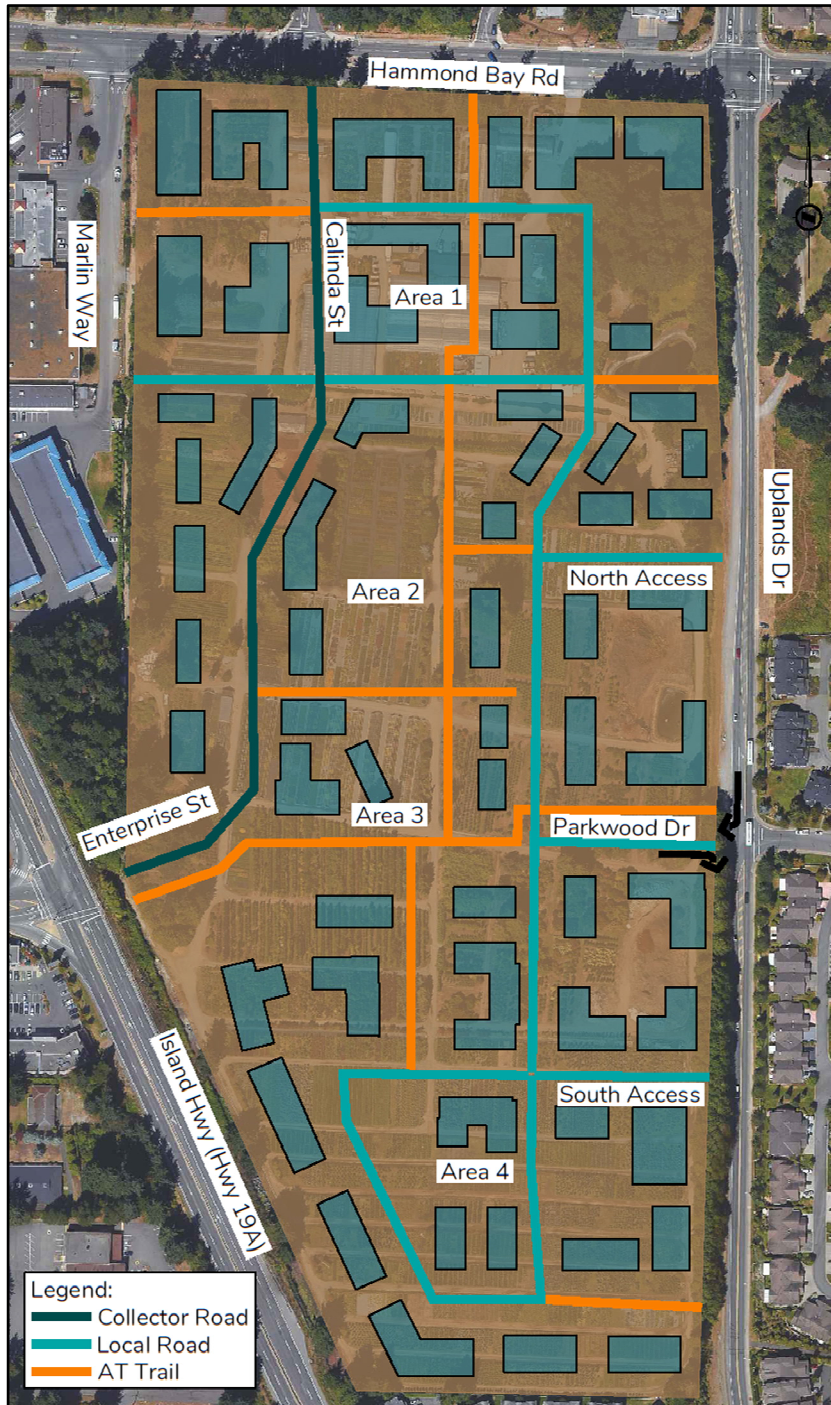 Hammond Bay Rd
Marlin Way
Calinda St
Area 1
Uplands Dr
North Access
Area 2
Enterprise St
Area 3
Parkwood Dr
Island Hwy (Hwy 19A)
South Access
Area 4
Legend:
Collector Road
Local Road
AT Trail